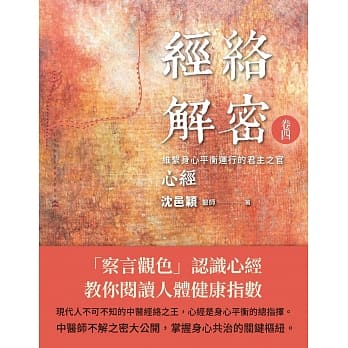 經絡
解密
卷四
維繫身心平衡運行的君主之官
心經
沈邑穎 醫師 著
「察言觀色」認識心經
教你閱讀人體健康指數
現代人不可不知的中醫經絡之王,心經是身心平衡的總指揮。
中醫師不解之密大公開,掌握身心共治的關鍵樞紐。